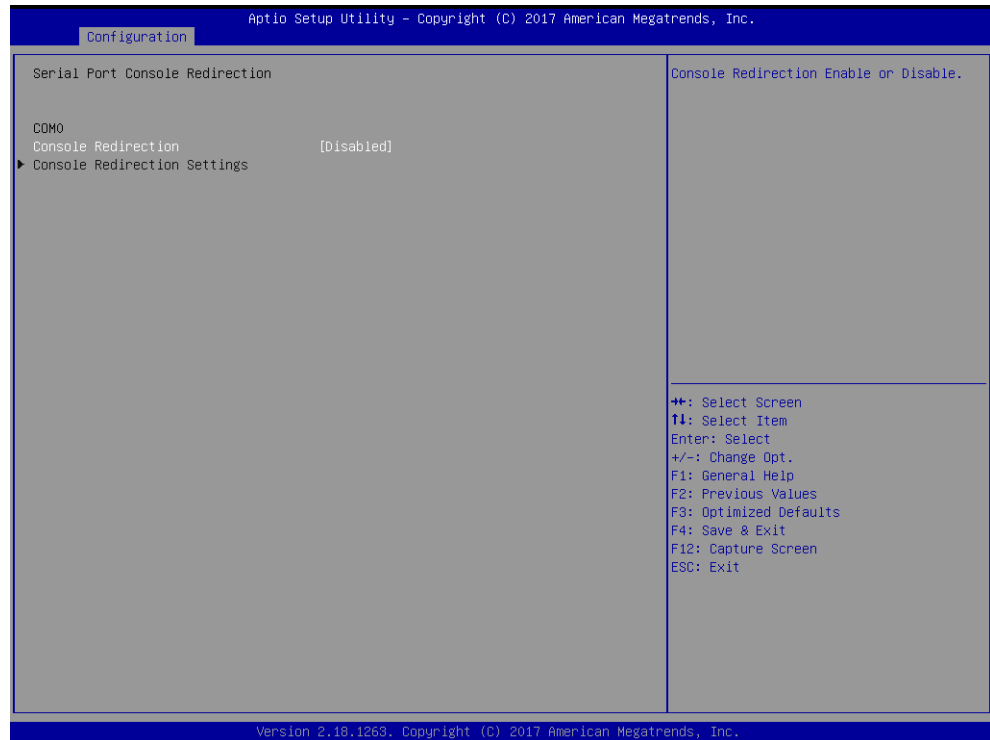 Aptio Setup Utility – Copyright (C) 2017 American Megatrends, Inc.
Configuration
Serial Port Console Redirection
COM0
Console Redirection [Disabled]
▶ Console Redirection Settings
Console Redirection Enable or Disable.
→←: Select Screen
↑↓: Select Item
Enter: Select
+/-: Change Opt.
F1: General Help
F2: Previous Values
F3: Optimized Defaults
F4: Save & Exit
F12: Capture Screen
ESC: Exit
Version 2.18.1263. Copyright (C) 2017 American Megatrends, Inc.